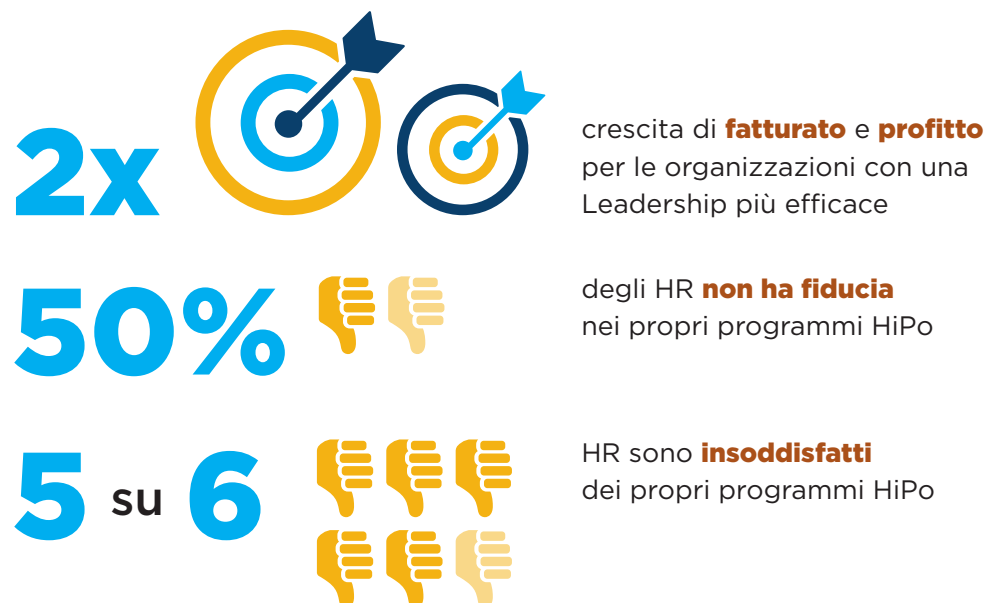 2x
crescita di fatturato e profitto
per le organizzazioni con una
Leadership più efficace
50%
degli HR non ha fiducia
nei propri programmi HiPo
5 su 6
HR sono insoddisfatti
dei propri programmi HiPo